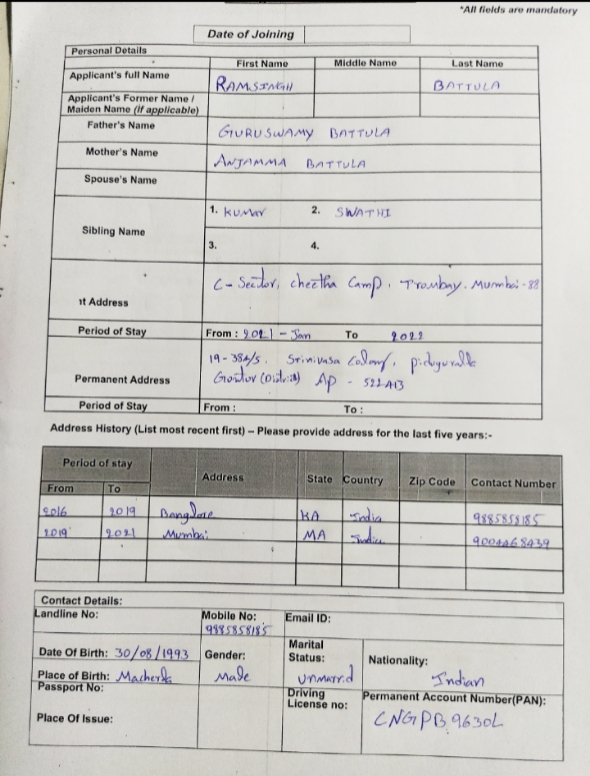 *All fields are mandatory
Date of Joining
Personal Details
First Name Middle Name Last Name
Applicant's full Name RAMSINGH BATTULA
Applicant's Former Name /
Maiden Name (if applicable)
Father's Name GURUSWAMY BATTULA
Mother's Name ANJAMMA BATTULA
Spouse's Name
Sibling Name
1. KUMAR 2. SWATHI
3. 4.
C- Sector, cheetha Camp, Trombay. Mumbai-88
nt Address
Period of Stay From : 2021 - Jan To 2022
19-384/5, Srinivasa Colony, piduguralla
Permanent Address Guntur (District) AP - 522413
Period of Stay From : To :
Address History (List most recent first) – Please provide address for the last five years:-
Period of stay Address State Country Zip Code Contact Number
From To
2016 2019 Bangalore KA India 9885858185
2019 2021 Mumbai MA India 9004468439
Contact Details:
Landline No: Mobile No: Email ID:
9885858185
Date Of Birth: 30/08/1993 Gender: Marital Status: Nationality:
Place of Birth: Macherla Male unmarrid Indian
Passport No: Driving License no: Permanent Account Number(PAN):
Place Of Issue: CNGPB9630L